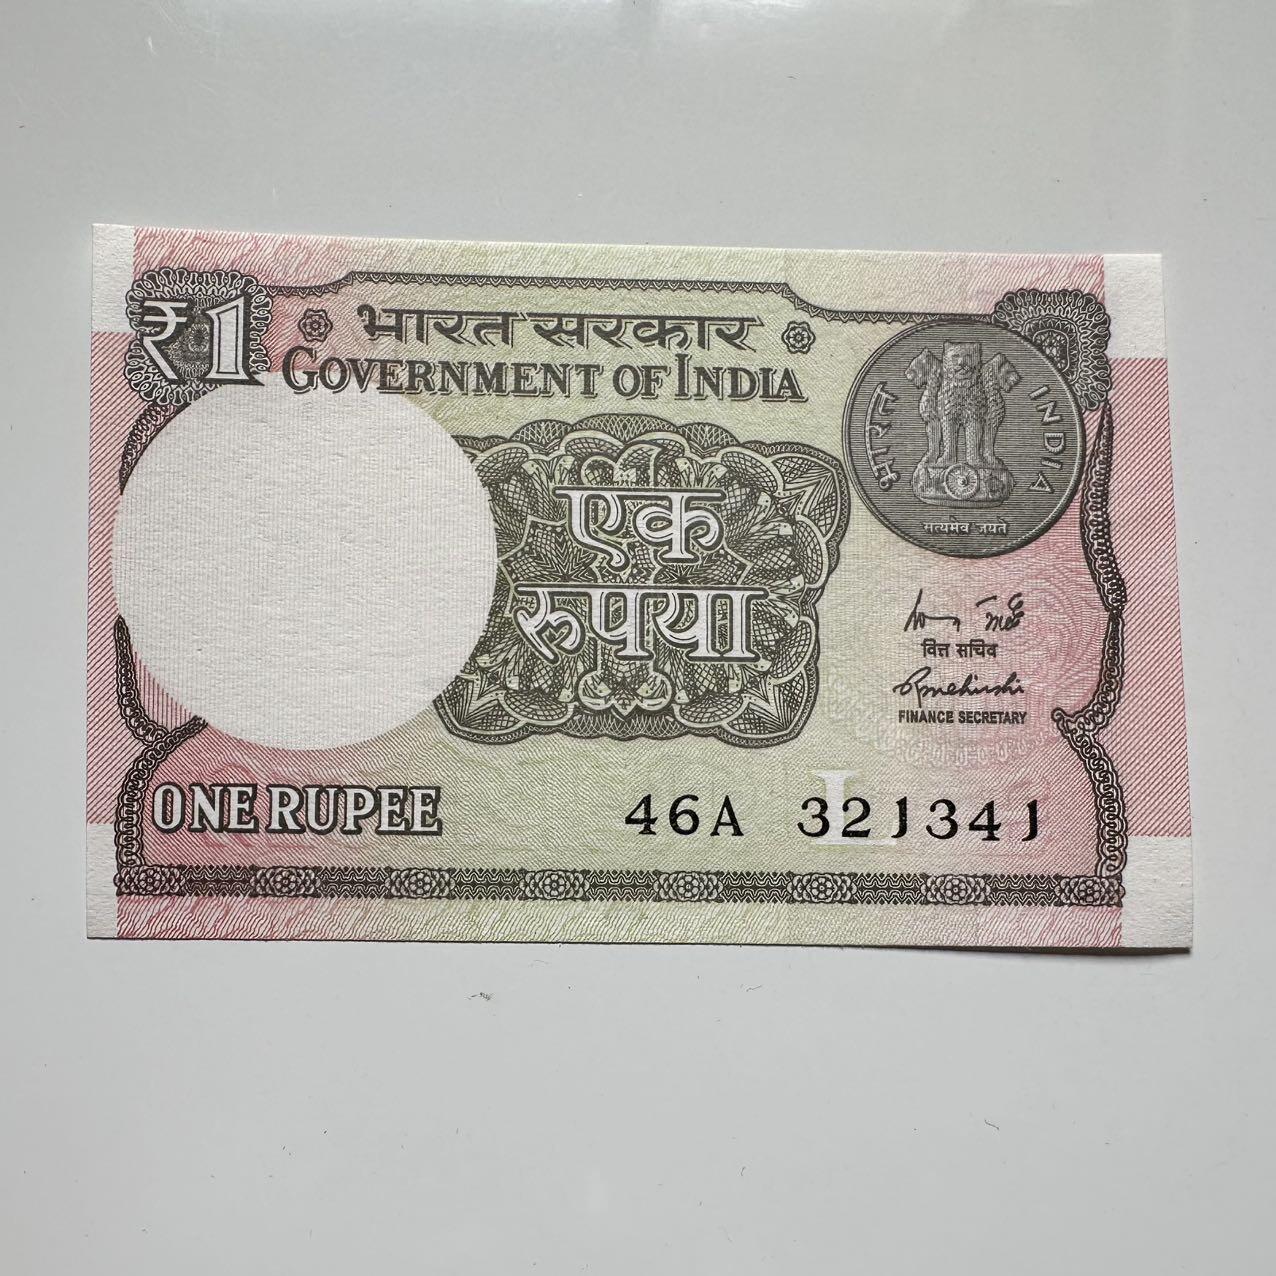 ₹1
भारत सरकार
GOVERNMENT OF INDIA
भारत
INDIA
सत्यमेव जयते
एक
रुपया
वित्त सचिव
FINANCE SECRETARY
L
ONE RUPEE
46A 321341